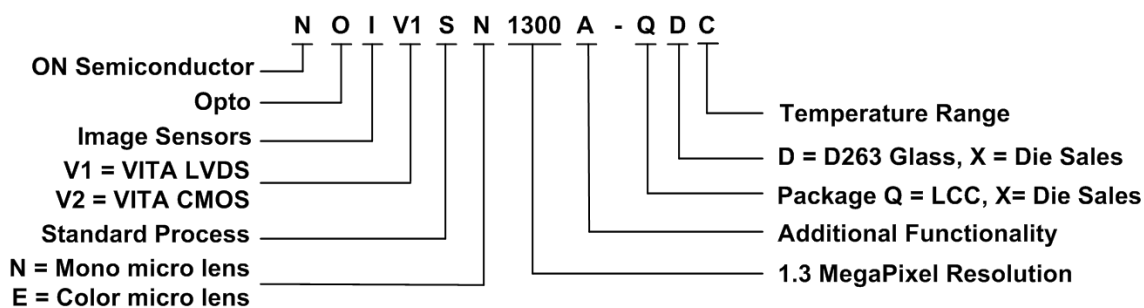 N O I V1 S N 1300 A - Q D C
ON Semiconductor
Opto
Image Sensors
V1 = VITA LVDS
V2 = VITA CMOS
Standard Process
N = Mono micro lens
E = Color micro lens
Temperature Range
D = D263 Glass, X = Die Sales
Package Q = LCC, X= Die Sales
Additional Functionality
1.3 MegaPixel Resolution